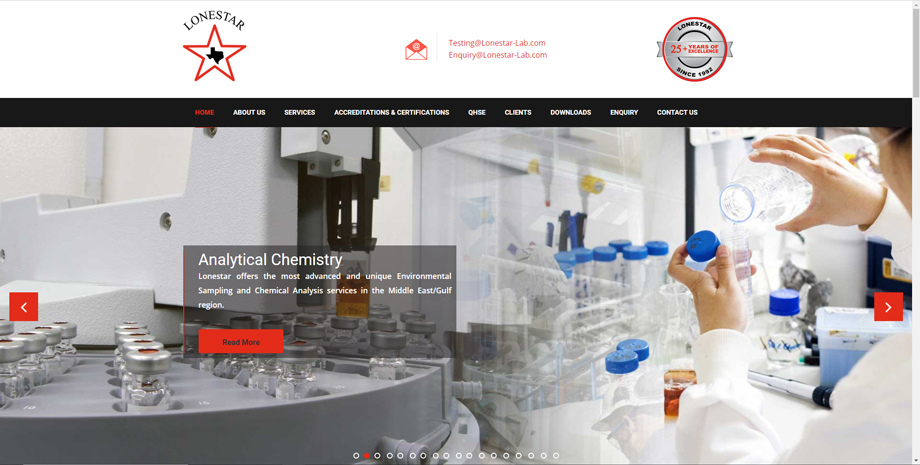 LONESTAR
Testing@Lonestar-Lab.com
Enquiry@Lonestar-Lab.com
LONESTAR
25+ YEARS OF
EXCELLENCE
SINCE 1992
HOME ABOUT US SERVICES ACCREDITATIONS & CERTIFICATIONS QHSE CLIENTS DOWNLOADS ENQUIRY CONTACT US
Analytical Chemistry
Lonestar offers the most advanced and unique Environmental
Sampling and Chemical Analysis services in the Middle East/Gulf
region.
Read More